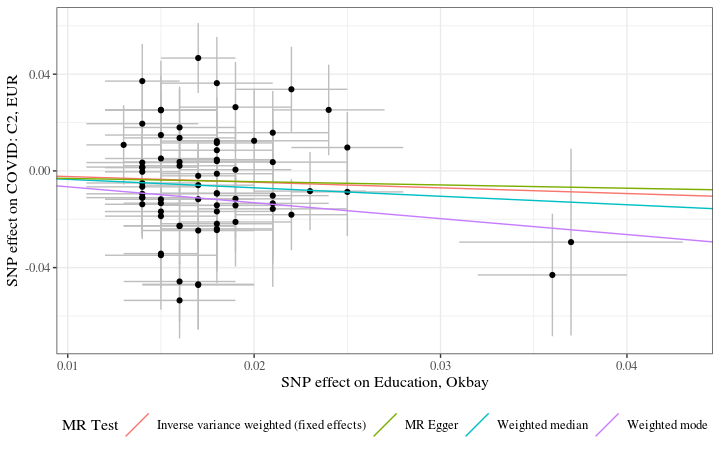 SNP effect on COVID: C2, EUR
0.04
0.00
-0.04
0.01 0.02 0.03 0.04
SNP effect on Education, Okbay
MR Test Inverse variance weighted (fixed effects) MR Egger Weighted median Weighted mode